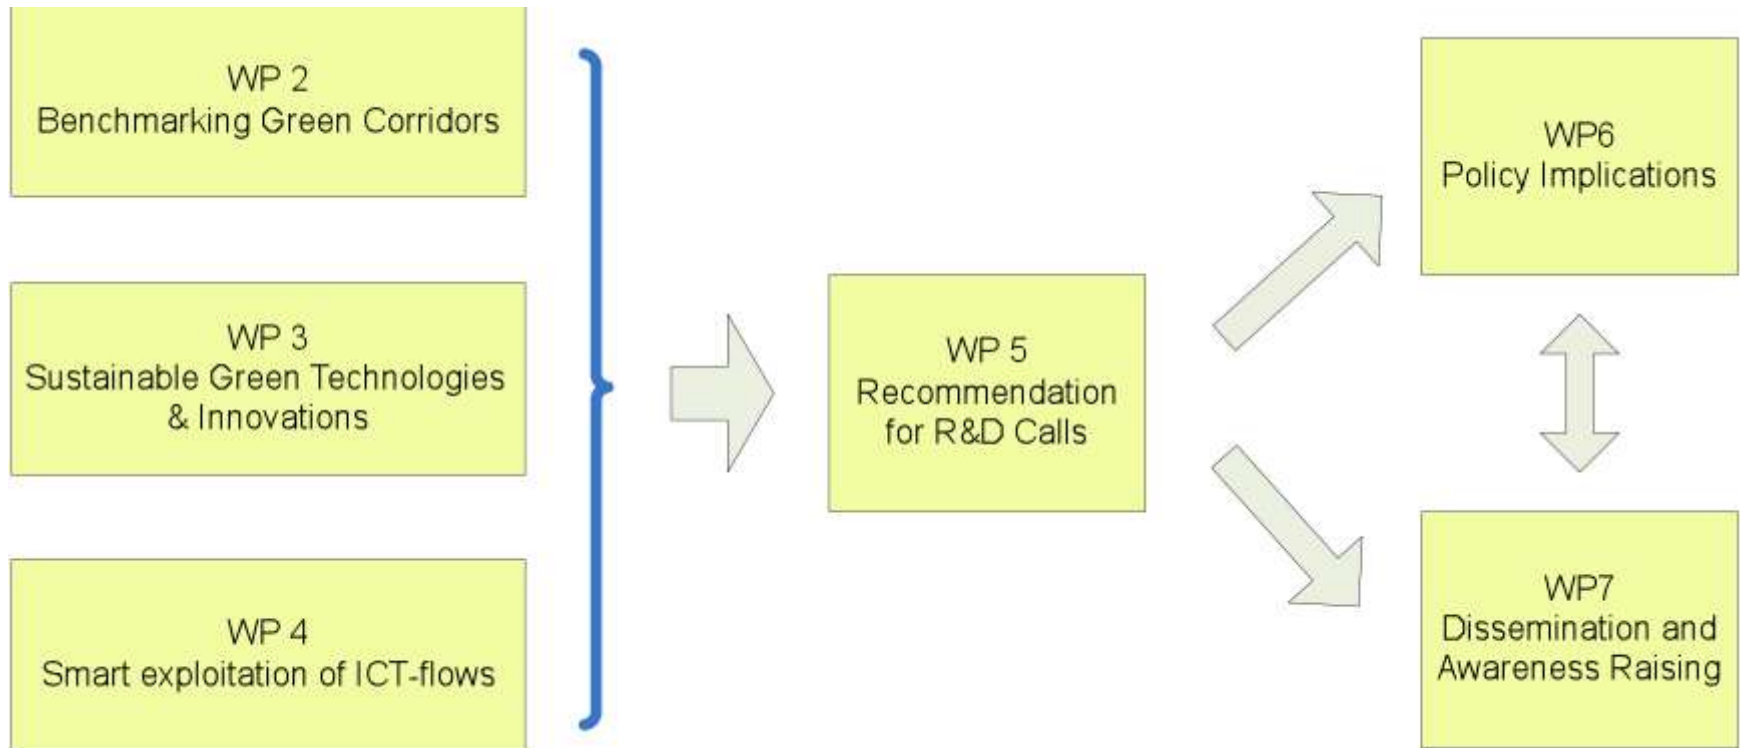 WP 2
Benchmarking Green Corridors
WP 3
Sustainable Green Technologies
& Innovations
WP 4
Smart exploitation of ICT-flows
WP 5
Recommendation
for R&D Calls
WP6
Policy Implications
WP7
Dissemination and
Awareness Raising